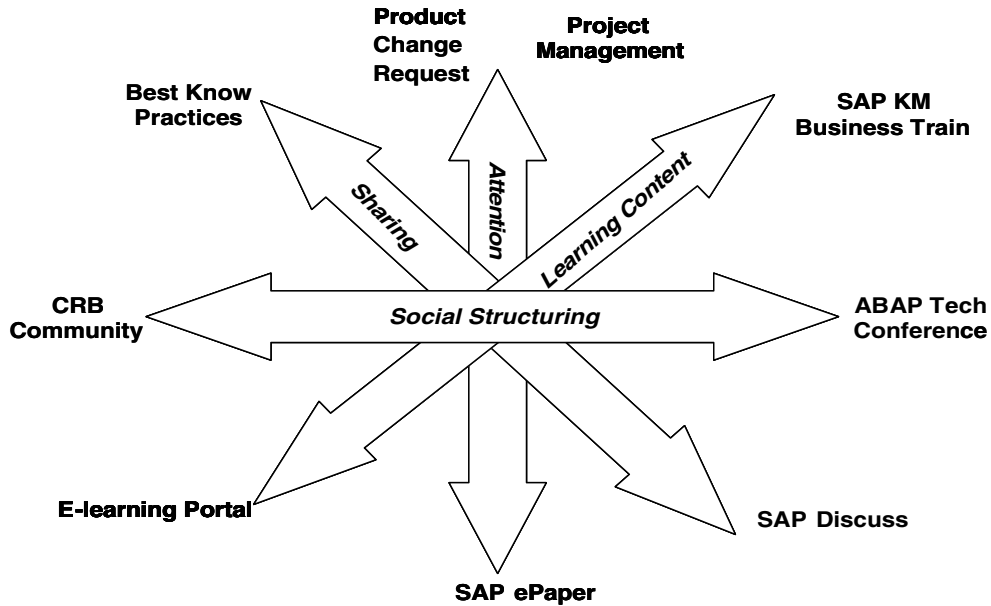 Product
Change
Request
Project
Management
Best Know
Practices
SAP KM
Business Train
Sharing
Attention
Learning Content
CRB
Community
Social Structuring
ABAP Tech
Conference
E-learning Portal
SAP Discuss
SAP ePaper